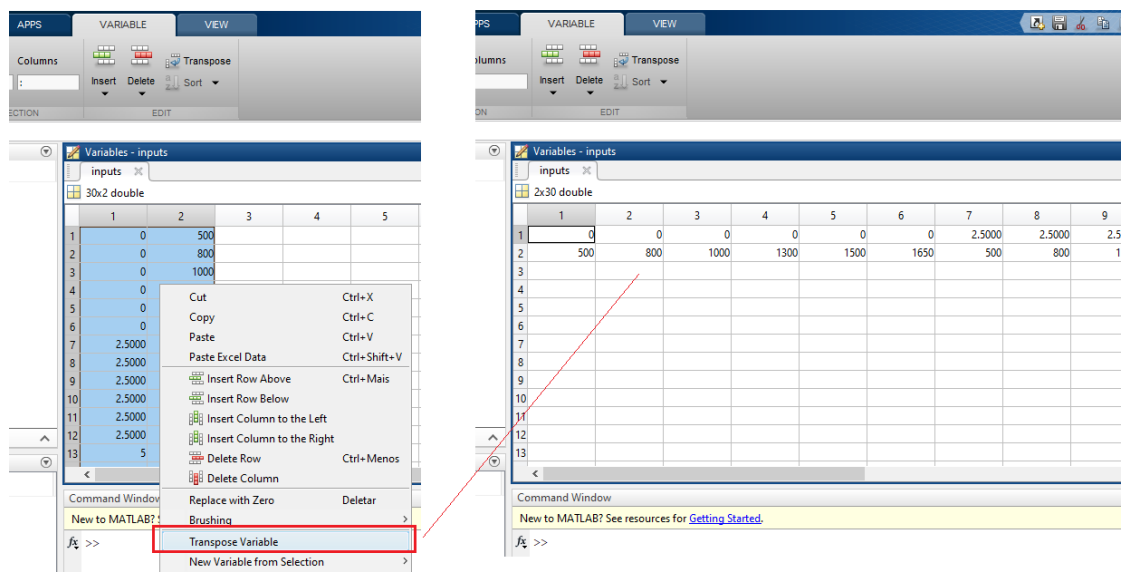 APPS VARIABLE VIEW
Columns
Insert Delete Transpose
Sort
:
EDIT
Variables - inputs
inputs
30x2 double
1 2 3 4 5
1 0 500
2 0 800
3 0 1000
4 0
5 0
6 0
7 2.5000
8 2.5000
9 2.5000
10 2.5000
11 2.5000
12 2.5000
13 5
Cut Ctrl+X
Copy Ctrl+C
Paste Ctrl+V
Paste Excel Data Ctrl+Shift+V
Insert Row Above Ctrl+Mais
Insert Row Below
Insert Column to the Left
Insert Column to the Right
Delete Row Ctrl+Menos
Delete Column
Replace with Zero Deletar
Brushing
Transpose Variable
New Variable from Selection
Command Window
New to MATLAB?
fx >>
VARIABLE VIEW
Insert Delete Transpose
Sort
EDIT
Variables - inputs
inputs
2x30 double
1 2 3 4 5 6 7 8 9
1 0 0 0 0 0 0 2.5000 2.5000 2.5
2 500 800 1000 1300 1500 1650 500 800 1
3
4
5
6
7
8
9
10
11
12
13
Command Window
New to MATLAB? See resources for Getting Started.
fx >>